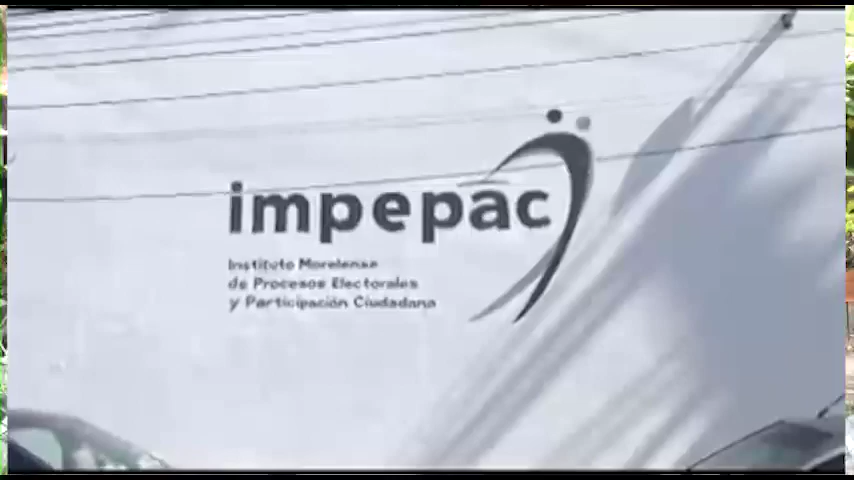 impepac
Instituto Morelense
de Procesos Electorales
y Participación Ciudadana